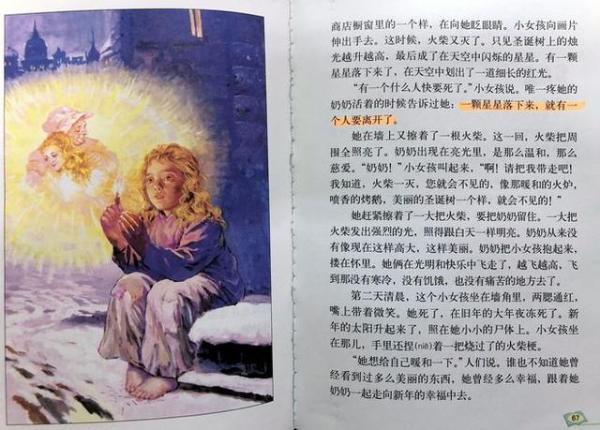 商店橱窗里的一个样，在向她眨眼睛。小女孩向画片
伸出手去。这时候，火柴又灭了。只见圣诞树上的烛
光越升越高，最后成了在天空中闪烁的星星。有一颗
星星落下来了，在天空中划出了一道细长的红光。
“有一个什么人快要死了。”小女孩说。唯一疼她的
奶奶活着的时候告诉过她：一颗星星落下来，就有一
个人要离开了。
她在墙上又擦着了一根火柴。这一回，火柴把周
围全照亮了。奶奶出现在亮光里，是那么温和，那么
慈爱。“奶奶！”小女孩叫起来，“啊！请把我带走吧！
我知道，火柴一灭，您就会不见的，像那暖和的火炉，
喷香的烤鹅，美丽的圣诞树一个样，就会不见的！”
她赶紧擦着了一大把火柴，要把奶奶留住。一大把
火柴发出强烈的光，照得跟白天一样明亮。奶奶从来没
有像现在这样高大，这样美丽。奶奶把小女孩抱起来，
搂在怀里。她俩在光明和快乐中飞走了，越飞越高，飞
到那没有寒冷，没有饥饿，也没有痛苦的地方去了。
第二天清晨，这个小女孩坐在墙角里，两腮通红，
嘴上带着微笑。她死了，在旧年的大年夜冻死了。新
年的太阳升起来了，照在她小小的尸体上。小女孩坐
在那儿，手里还捏(niē)着一把烧过了的火柴梗。
“她想给自己暖和一下。”人们说。谁也不知道她曾
经看到过多么美丽的东西，她曾经多么幸福，跟着她
奶奶一起走向新年的幸福中去。
67